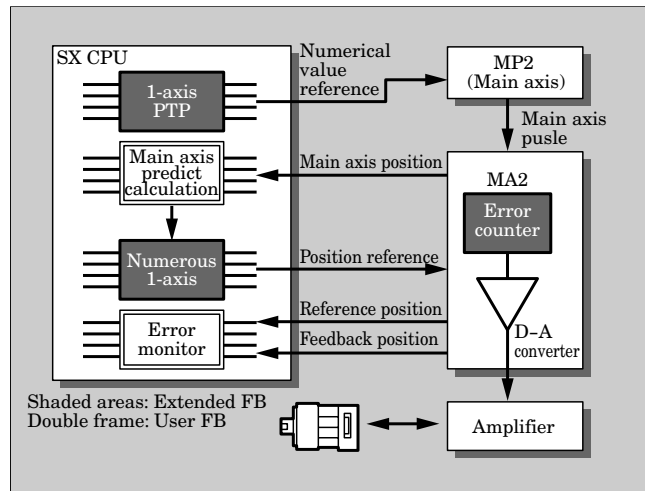 SX CPU
1-axis
PTP
Numerical
value
reference
MP2
(Main axis)
Main axis
pusle
Main axis
predict
calculation
Main axis position
MA2
Error
counter
Numerous
1-axis
Position reference
Error
monitor
Reference position
Feedback position
D-A
converter
Shaded areas: Extended FB
Double frame: User FB
Amplifier